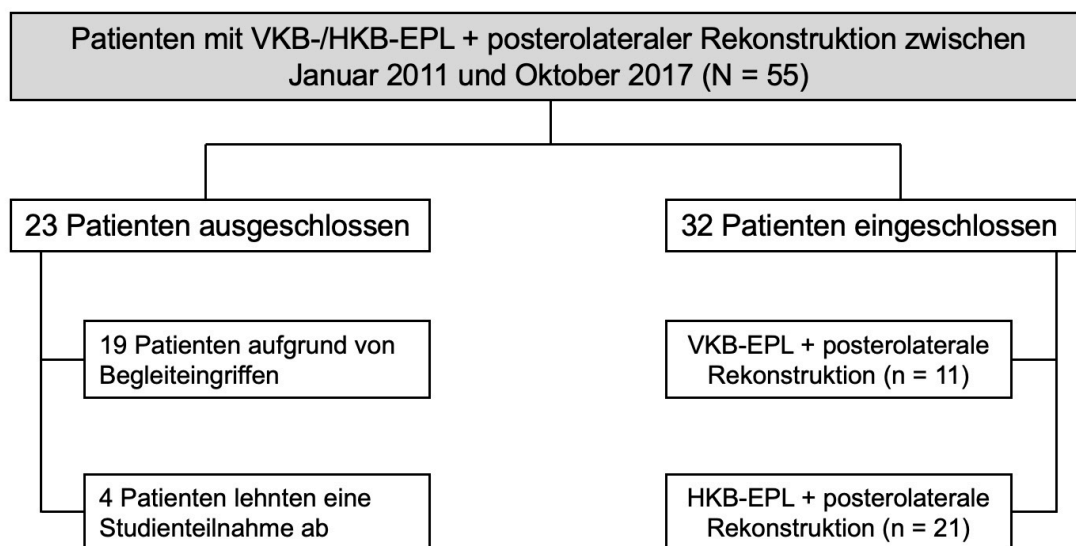 Patienten mit VKB-/HKB-EPL + posterolateraler Rekonstruktion zwischen
Januar 2011 und Oktober 2017 (N = 55)
23 Patienten ausgeschlossen
32 Patienten eingeschlossen
19 Patienten aufgrund von
Begleiteingriffen
VKB-EPL + posterolaterale
Rekonstruktion (n = 11)
4 Patienten lehnten eine
Studienteilnahme ab
HKB-EPL + posterolaterale
Rekonstruktion (n = 21)